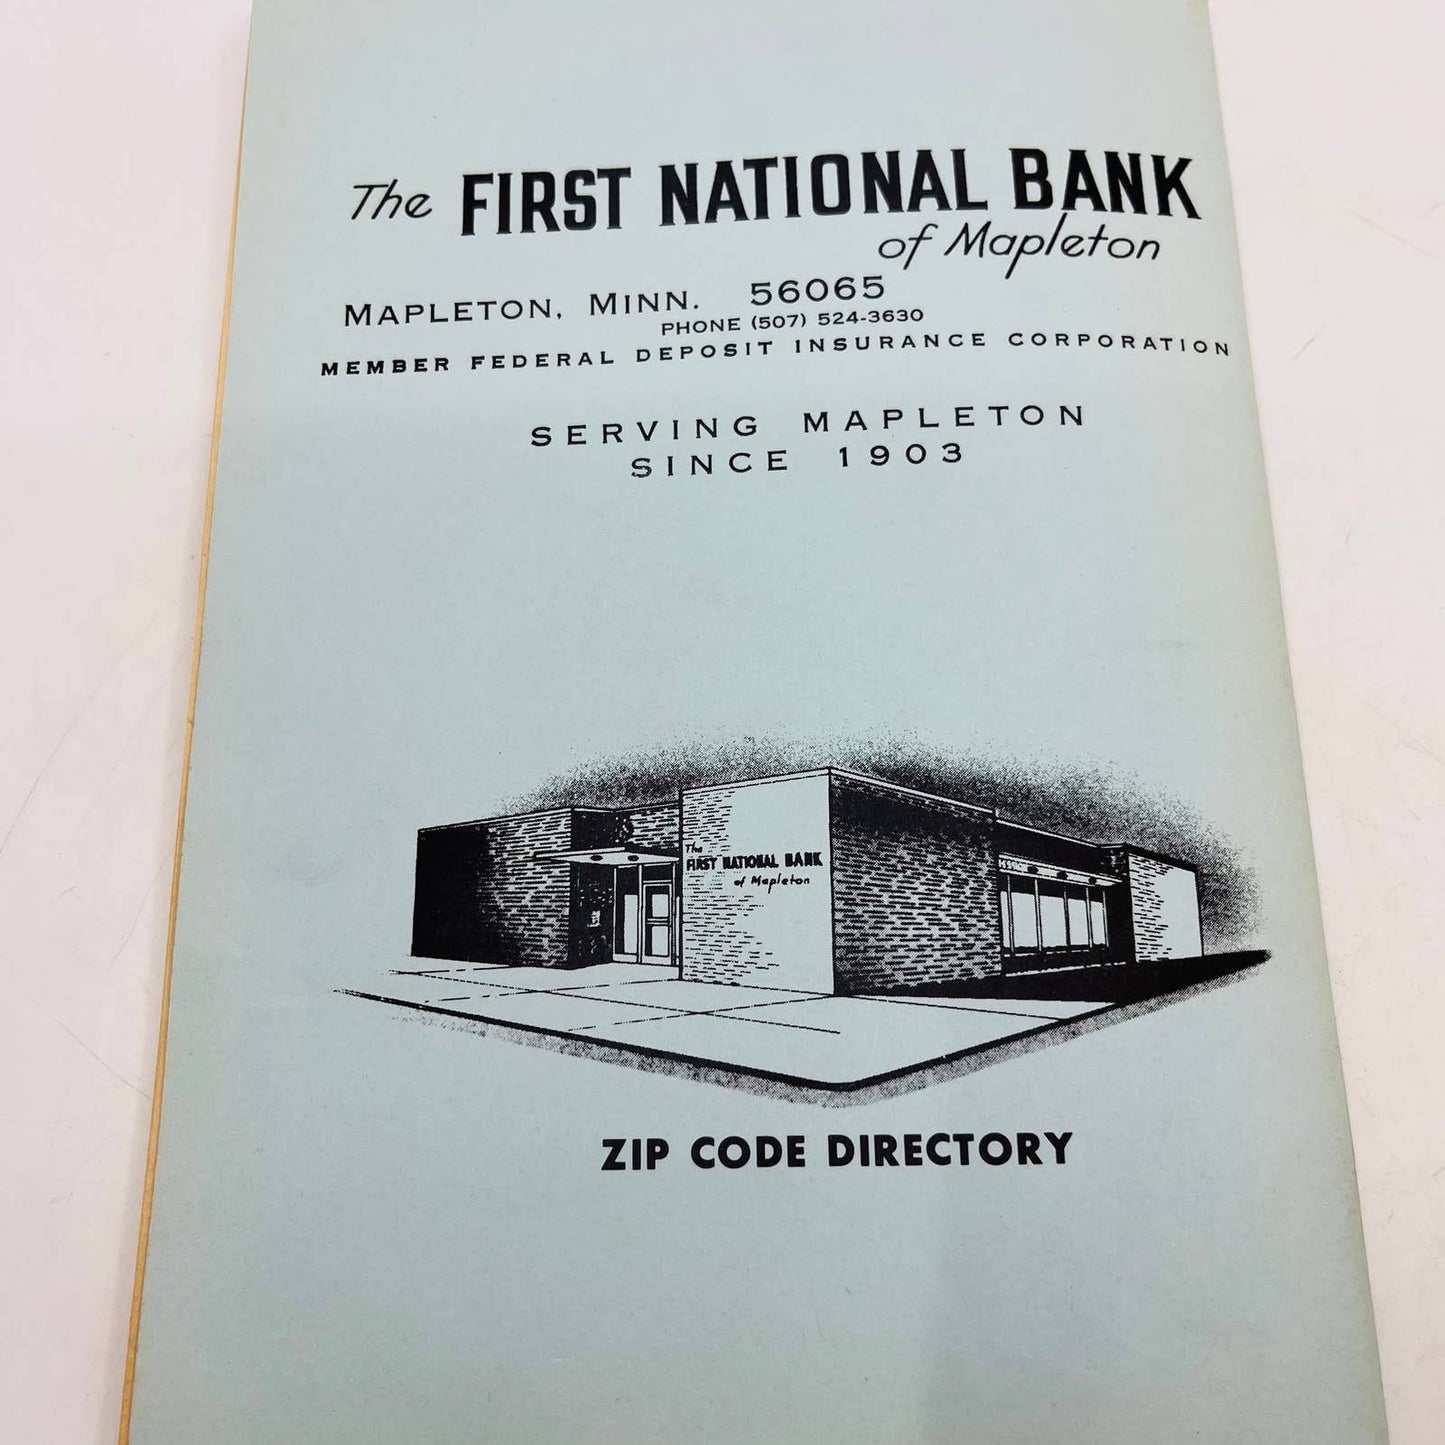 The FIRST NATIONAL BANK
of Mapleton
MAPLETON, MINN. 56065
PHONE (507) 524-3630
MEMBER FEDERAL DEPOSIT INSURANCE CORPORATION
SERVING MAPLETON
SINCE 1903
The
FIRST NATIONAL BANK
of Mapleton
ZIP CODE DIRECTORY